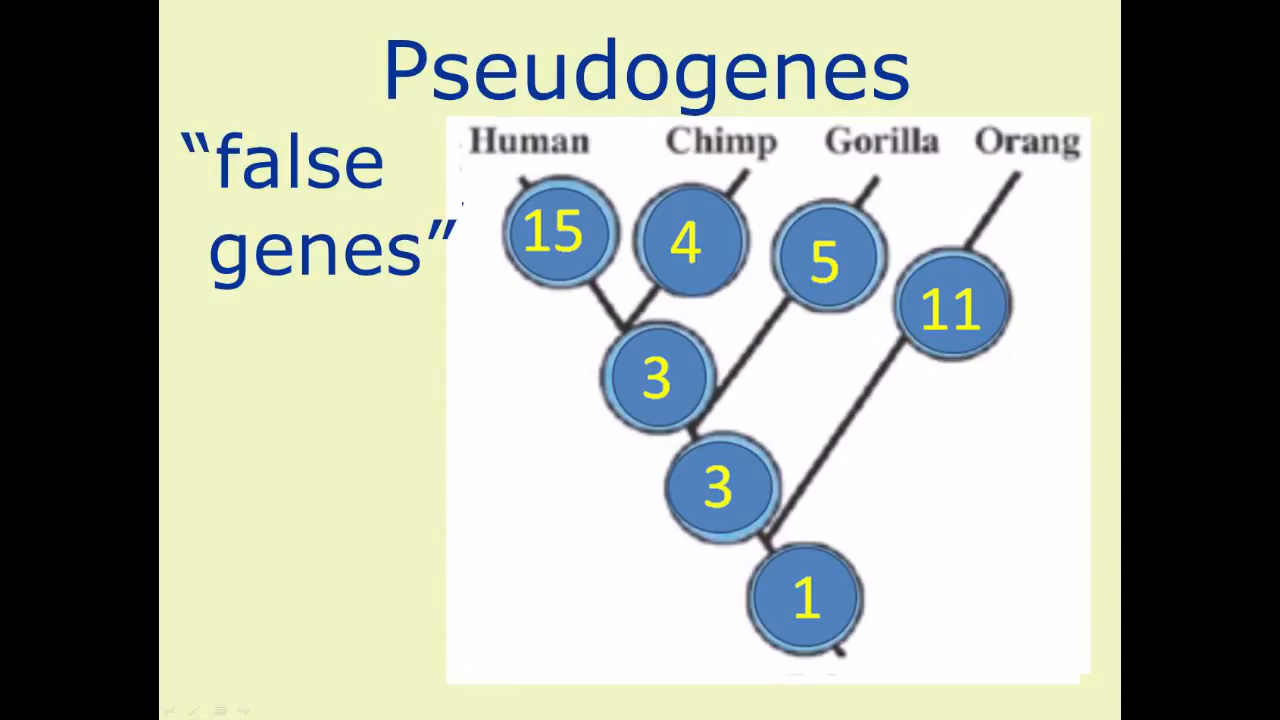 Pseudogenes
“false
genes”
Human Chimp Gorilla Orang
15 4 5 11
3
3
1